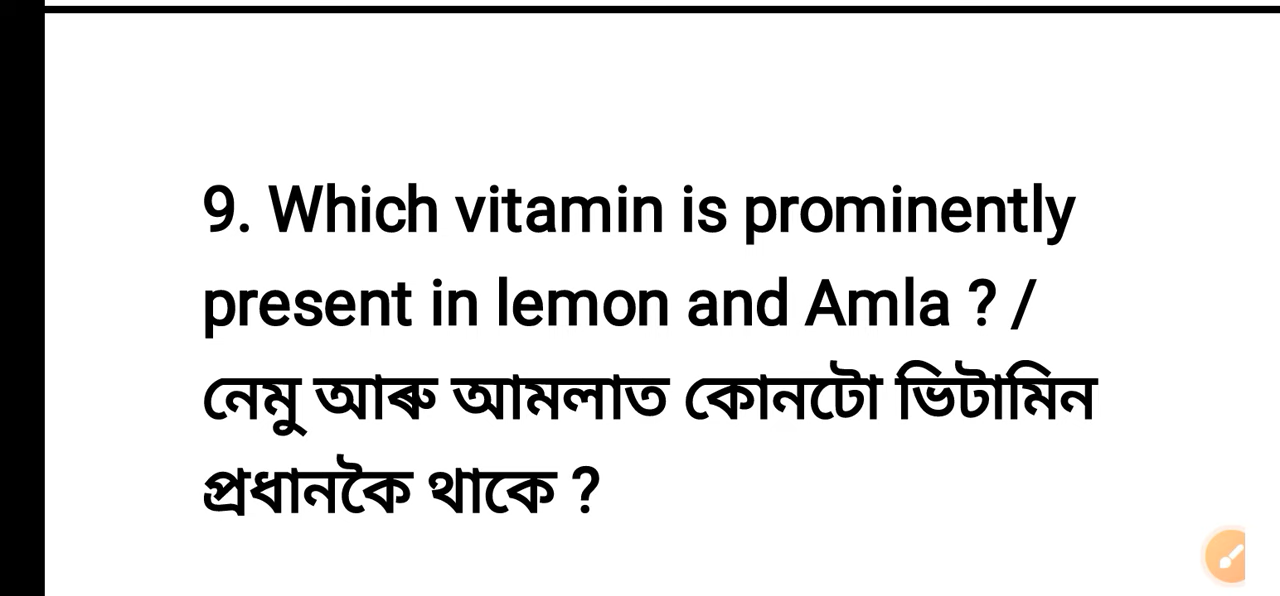 9. Which vitamin is prominently
present in lemon and Amla ? /
নেমু আৰু আমলাত কোনটো ভিটামিন
প্ৰধানকৈ থাকে ?